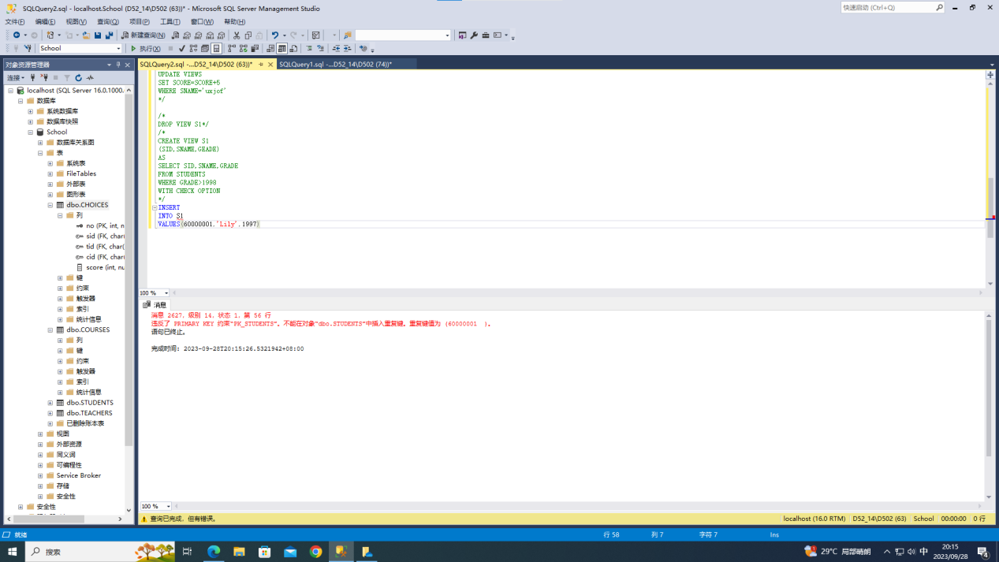 SQLQuery2.sql - localhost.School (D52_14\D502 (63))* - Microsoft SQL Server Management Studio
快速启动 (Ctrl+Q)
文件(F) 编辑(E) 视图(V) 查询(Q) 项目(P) 工具(T) 窗口(W) 帮助(H)
新建查询(N)
School
执行(X)
对象资源管理器
SQLQuery2.sql -...D52_14\D502 (63))*
SQLQuery1.sql -...D52_14\D502 (74))*
连接
localhost (SQL Server 16.0.1000.
数据库
系统数据库
数据库快照
School
数据库关系图
表
系统表
FileTables
外部表
图形表
dbo.CHOICES
列
no (PK, int, n
sid (FK, char(
tid (FK, char(
cid (FK, char(
score (int, nu
键
约束
触发器
索引
统计信息
dbo.COURSES
列
键
约束
触发器
索引
统计信息
dbo.STUDENTS
dbo.TEACHERS
已删除账本表
视图
外部资源
同义词
可编程性
Service Broker
存储
安全性
安全性
UPDATE VIEWS
SET SCORE=SCORE+5
WHERE SNAME='uxjof'
*/
/*
DROP VIEW S1*/
/*
CREATE VIEW S1
(SID,SNAME,GEADE)
AS
SELECT SID,SNAME,GRADE
FROM STUDENTS
WHERE GRADE>1998
WITH CHECK OPTION
*/
INSERT
INTO S1
VALUES(60000001,'Lily',1997)
100 %
消息
消息 2627，级别 14，状态 1，第 56 行
违反了 PRIMARY KEY 约束“PK_STUDENTS”。不能在对象“dbo.STUDENTS”中插入重复键。重复键值为 (60000001  )。
语句已终止。
完成时间: 2023-09-28T20:15:26.5321942+08:00
100 %
查询已完成，但有错误。
localhost (16.0 RTM) D52_14\D502 (63) School 00:00:00 0 行
就绪
行 58 列 7 字符 7 Ins
搜索
29°C 局部晴朗
中
20:15
2023/09/28
4